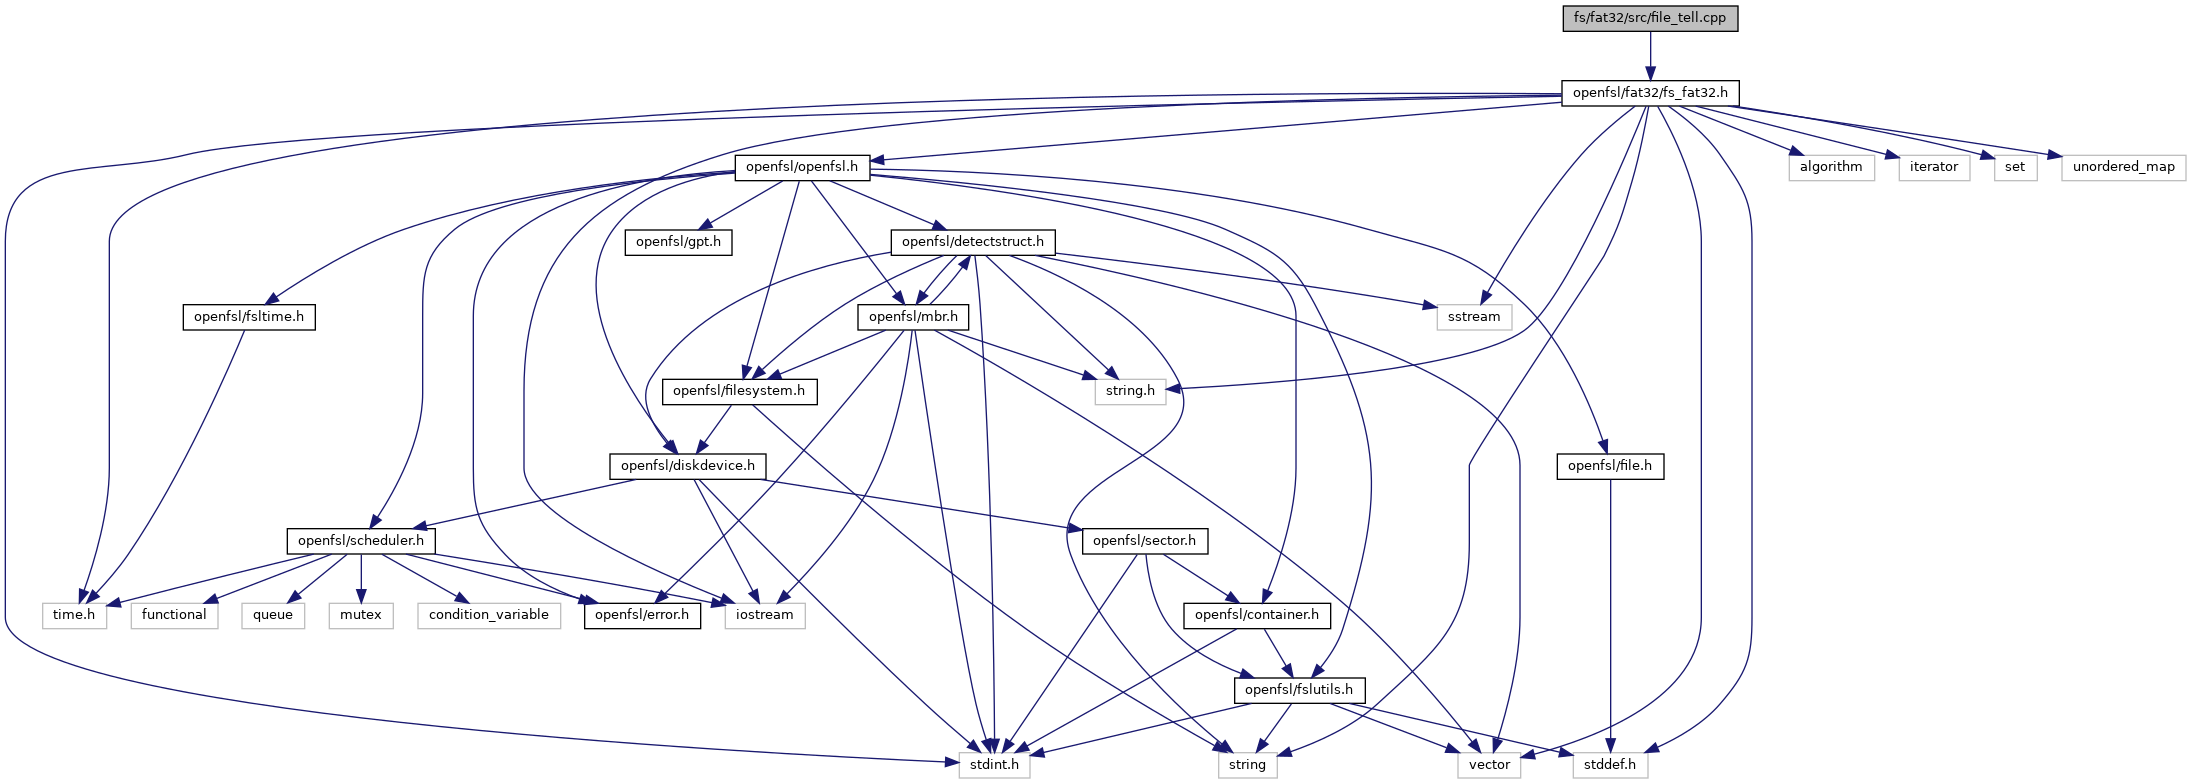 fs/fat32/src/file_tell.cpp
openfsl/fat32/fs_fat32.h
openfsl/openfsl.h
algorithm
iterator
set
unordered_map
openfsl/gpt.h
openfsl/detectstruct.h
openfsl/fsltime.h
openfsl/mbr.h
sstream
openfsl/filesystem.h
string.h
openfsl/diskdevice.h
openfsl/file.h
openfsl/scheduler.h
openfsl/sector.h
time.h
functional
queue
mutex
condition_variable
openfsl/error.h
iostream
openfsl/container.h
openfsl/fslutils.h
stdint.h
string
vector
stddef.h